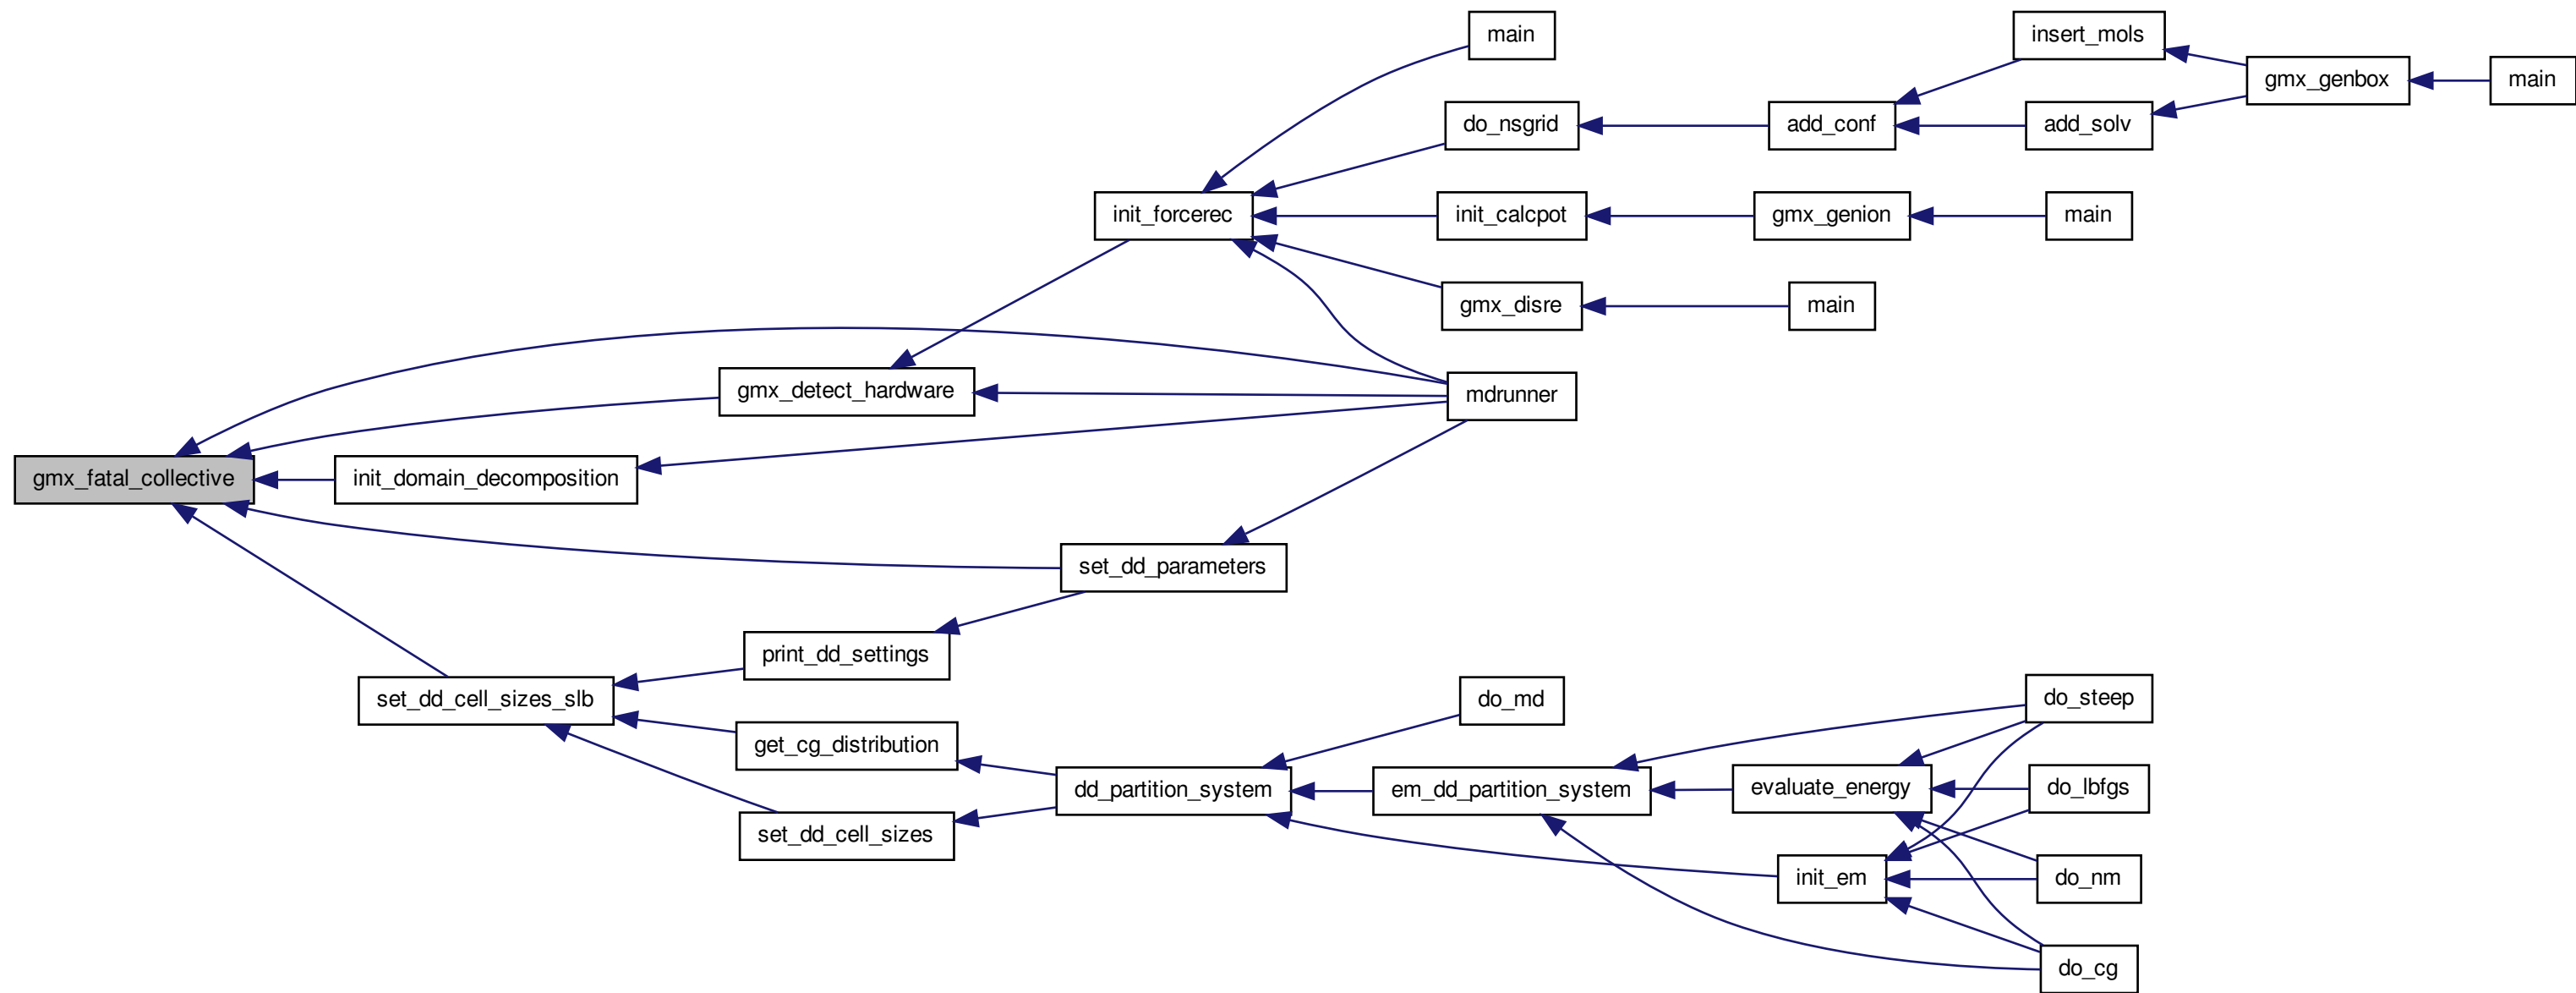 main
insert_mols
gmx_genbox
main
do_nsgrid
add_conf
add_solv
init_forcerec
init_calcpot
gmx_genion
main
gmx_disre
main
gmx_detect_hardware
mdrunner
gmx_fatal_collective
init_domain_decomposition
set_dd_parameters
print_dd_settings
set_dd_cell_sizes_slb
do_md
do_steep
get_cg_distribution
dd_partition_system
em_dd_partition_system
evaluate_energy
do_lbfgs
set_dd_cell_sizes
init_em
do_nm
do_cg